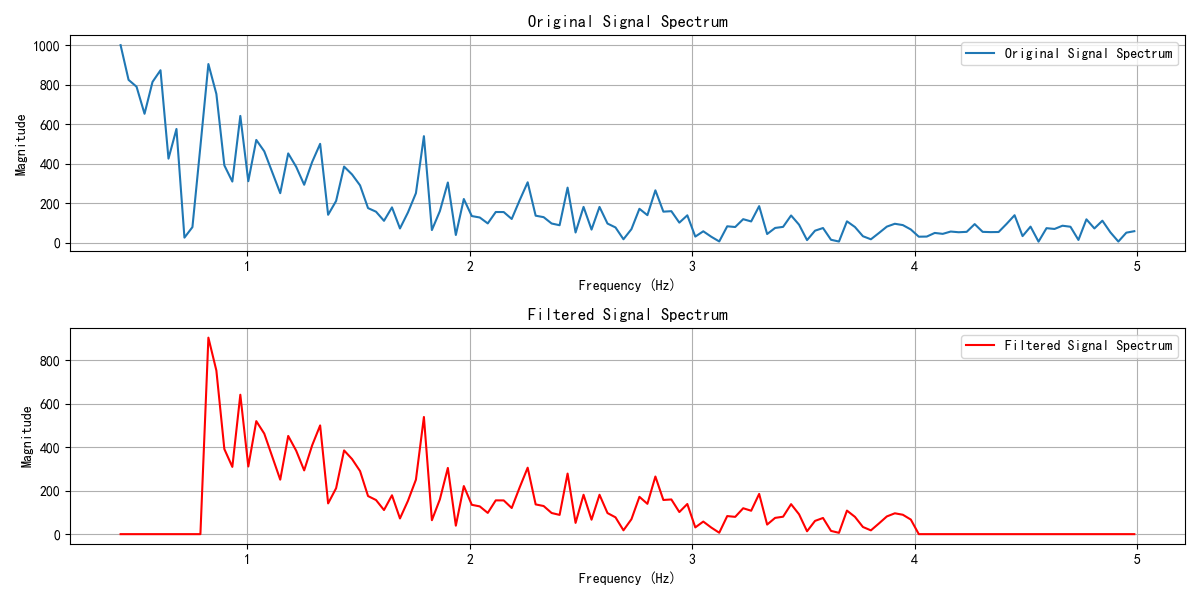 Original Signal Spectrum
1000
800
600
400
200
0
Magnitude
Original Signal Spectrum
1 2 3 4 5
Frequency (Hz)
Filtered Signal Spectrum
800
600
400
200
0
Magnitude
Filtered Signal Spectrum
1 2 3 4 5
Frequency (Hz)